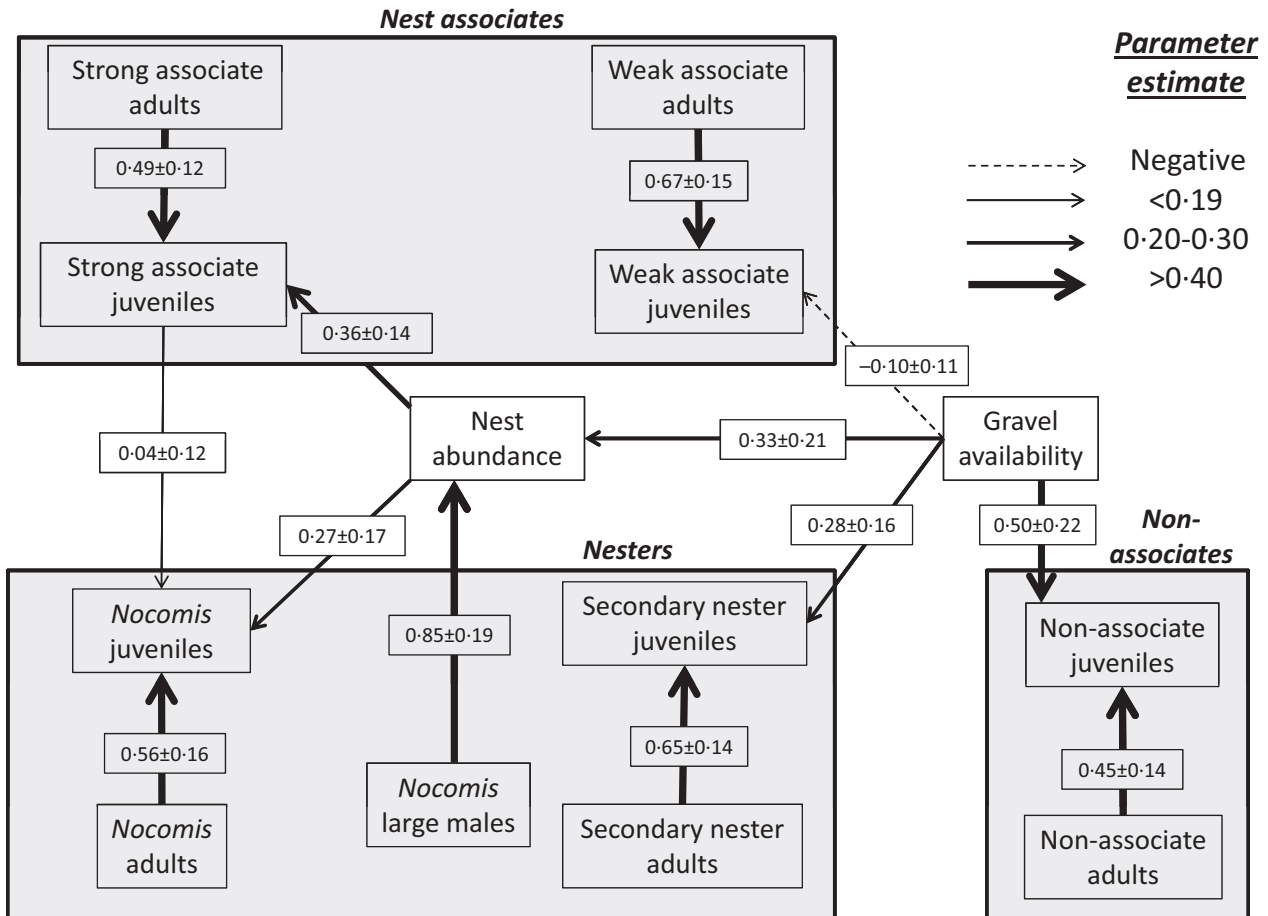 Nest associates
Strong associate
adults
Weak associate
adults
0·49±0·12
0·67±0·15
Strong associate
juveniles
Weak associate
juveniles
0·36±0·14
Parameter
estimate
Negative
<0·19
0·20-0·30
>0·40
–0·10±0·11
0·04±0·12
Nest
abundance
0·33±0·21
Gravel
availability
0·27±0·17
0·28±0·16
0·50±0·22
Nesters
Nocomis
juveniles
0·85±0·19
Secondary nester
juveniles
0·56±0·16
0·65±0·14
Nocomis
adults
Nocomis
large males
Secondary nester
adults
Non-
associates
Non-associate
juveniles
0·45±0·14
Non-associate
adults